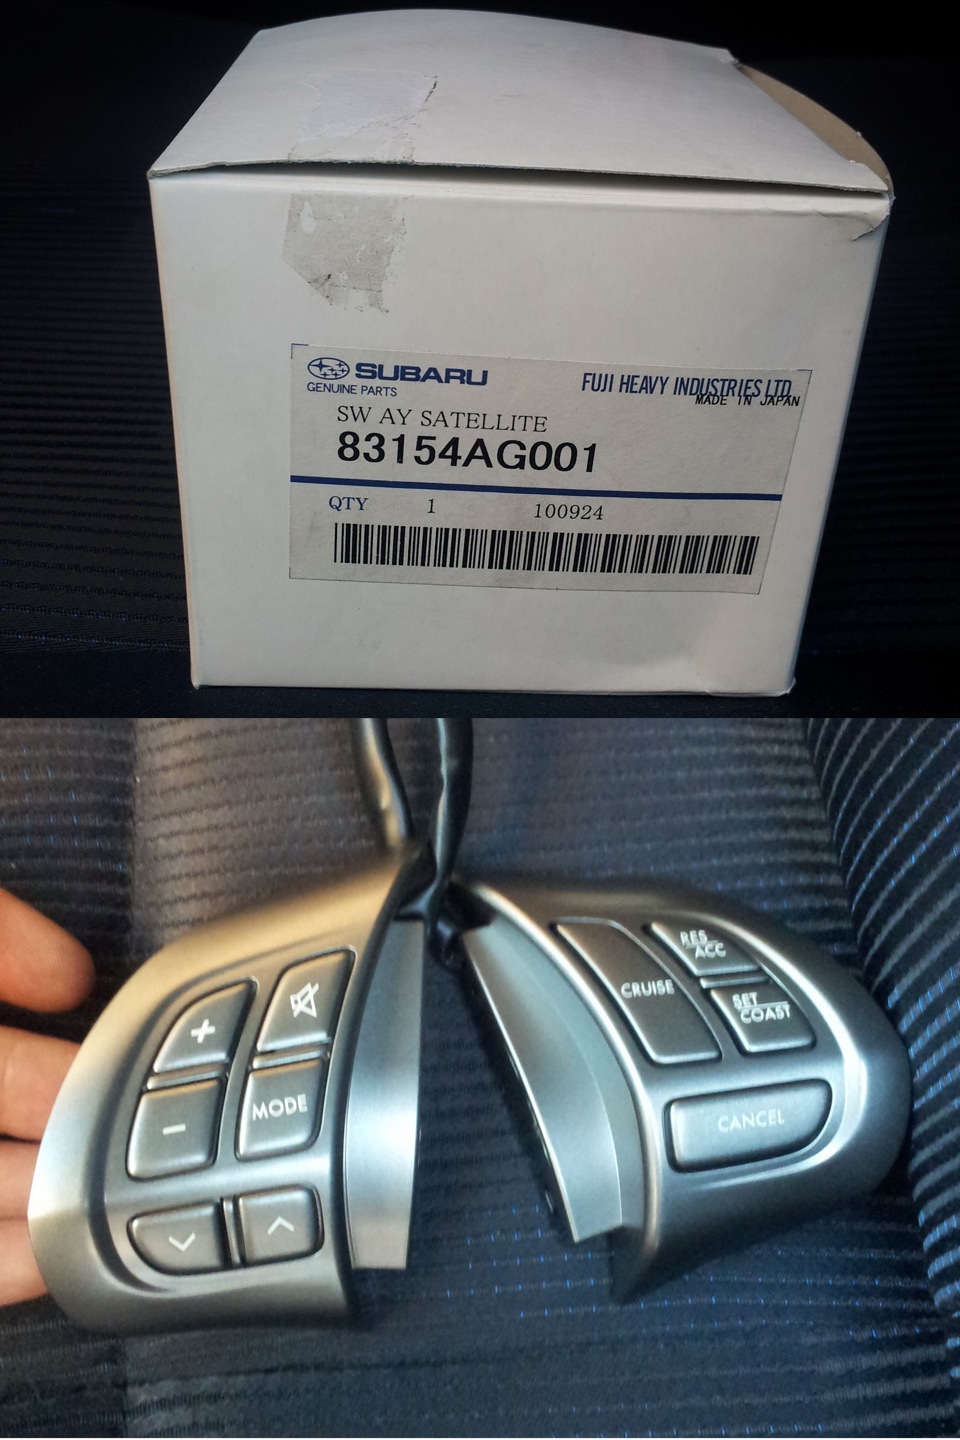 SUBARU
GENUINE PARTS
FUJI HEAVY INDUSTRIES LTD.
MADE IN JAPAN
SW AY SATELLITE
83154AG001
QTY 1 100924
+
−
MODE
CRUISE
RES
ACC
SET
COAST
CANCEL